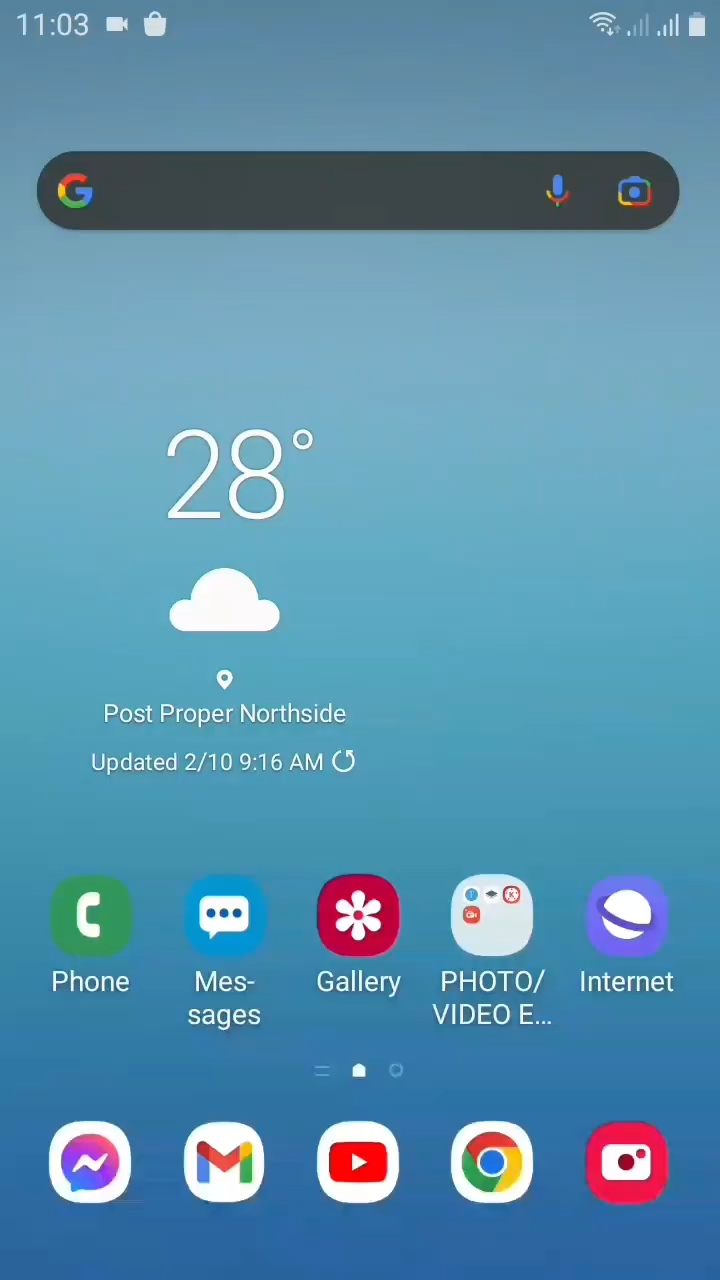 11:03
28°
Post Proper Northside
Updated 2/10 9:16 AM
Phone
Mes-
sages
Gallery
PHOTO/
VIDEO E...
Internet